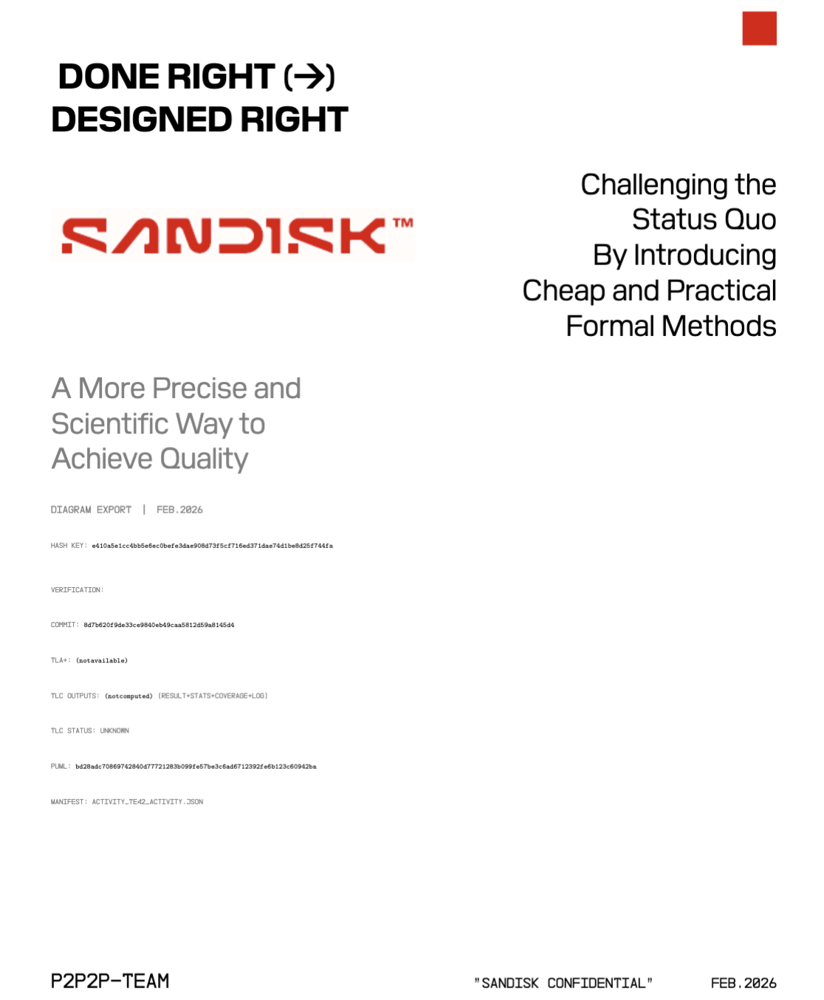 DONE RIGHT (→)
DESIGNED RIGHT
Challenging the
Status Quo
By Introducing
Cheap and Practical
Formal Methods
SANDISK™
A More Precise and
Scientific Way to
Achieve Quality
DIAGRAM EXPORT | FEB.2026
HASH KEY: e410a5e1cc4bb5e6ec0befe3dae908d73f5cf716ed371dae74d1be8d25f744fa
VERIFICATION:
COMMIT: 8d7b620f9de33ce9840eb49caa5812d59a8145d4
TLA+: (notavailable)
TLC OUTPUTS: (notcomputed) (RESULT+STATS+COVERAGE+LOG)
TLC STATUS: UNKNOWN
PUML: bd28adc70869742840d77721283b099fe57be3c6ad6712392fe6b123c60942ba
MANIFEST: ACTIVITY_TE42_ACTIVITY.JSON
P2P2P-TEAM
"SANDISK CONFIDENTIAL"
FEB.2026